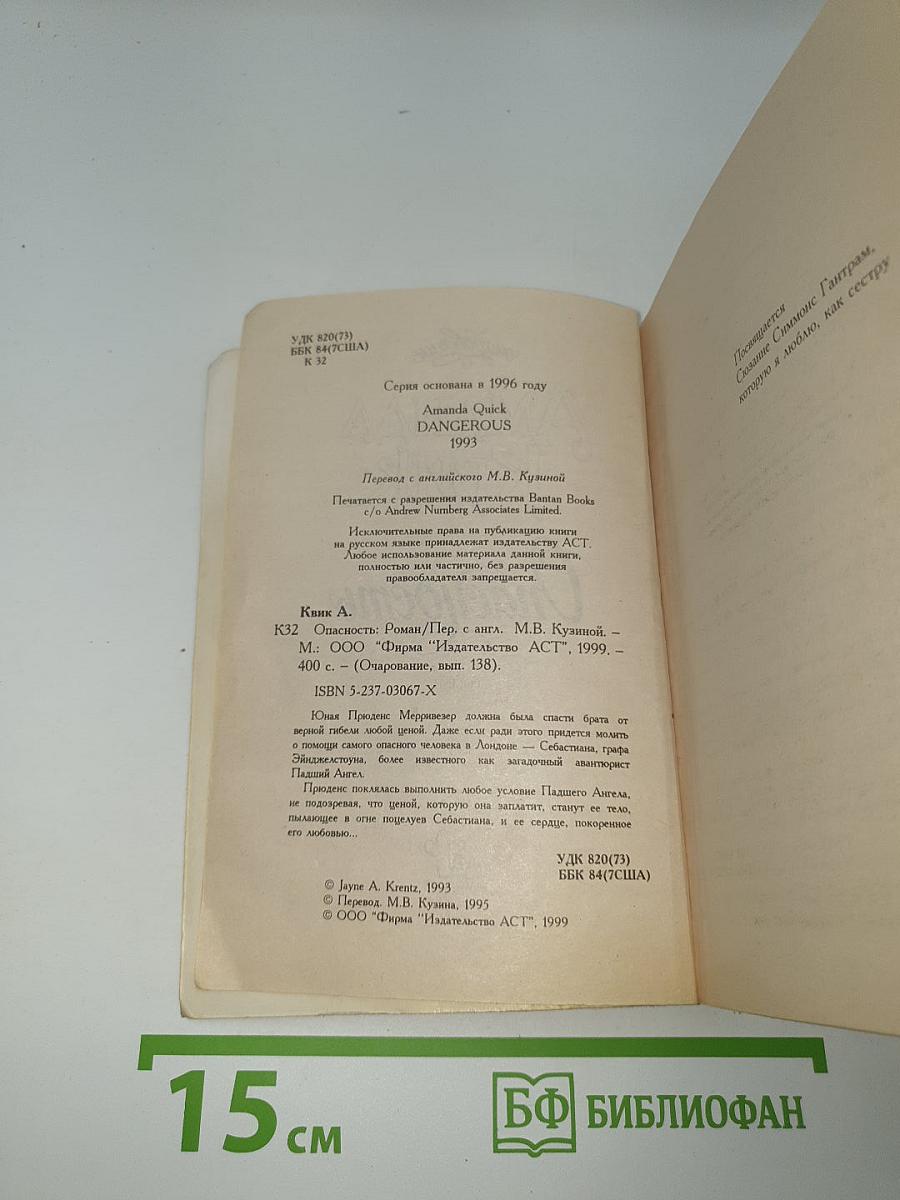 УДК 820(73)
ББК 84(7США)
К 32
Серия основана в 1996 году
Amanda Quick
DANGEROUS
1993
Перевод с английского М.В. Кузиной
Печатается с разрешения издательства Bantan Books
c/o Andrew Nurnberg Associates Limited.
Исключительные права на публикацию книги
на русском языке принадлежат издательству АСТ.
Любое использование материала данной книги,
полностью или частично, без разрешения
правообладателя запрещается.
Квик А.
К32 Опасность: Роман/Пер. с англ. М.В. Кузиной. –
М.: ООО "Фирма "Издательство АСТ", 1999. –
400 с. – (Очарование, вып. 138).
ISBN 5-237-03067-X
Юная Прюденс Мерривезер должна была спасти брата от
верной гибели любой ценой. Даже если ради этого придется молить
о помощи самого опасного человека в Лондоне — Себастиана, графа
Эйнджелстоуна, более известного как загадочный авантюрист
Падший Ангел.
Прюденс поклялась выполнить любое условие Падшего Ангела,
не подозревая, что ценой, которую она заплатит, станут ее тело,
пылающее в огне поцелуев Себастиана, и ее сердце, покоренное
его любовью...
УДК 820(73)
ББК 84(7США)
© Jayne A. Krentz, 1993
© Перевод. М.В. Кузина, 1995
© ООО "Фирма "Издательство АСТ", 1999
Посвящается
Сюзание Симмонс Гантрам,
которую я люблю, как сестру
15 см
БФ БИБЛИОФАН